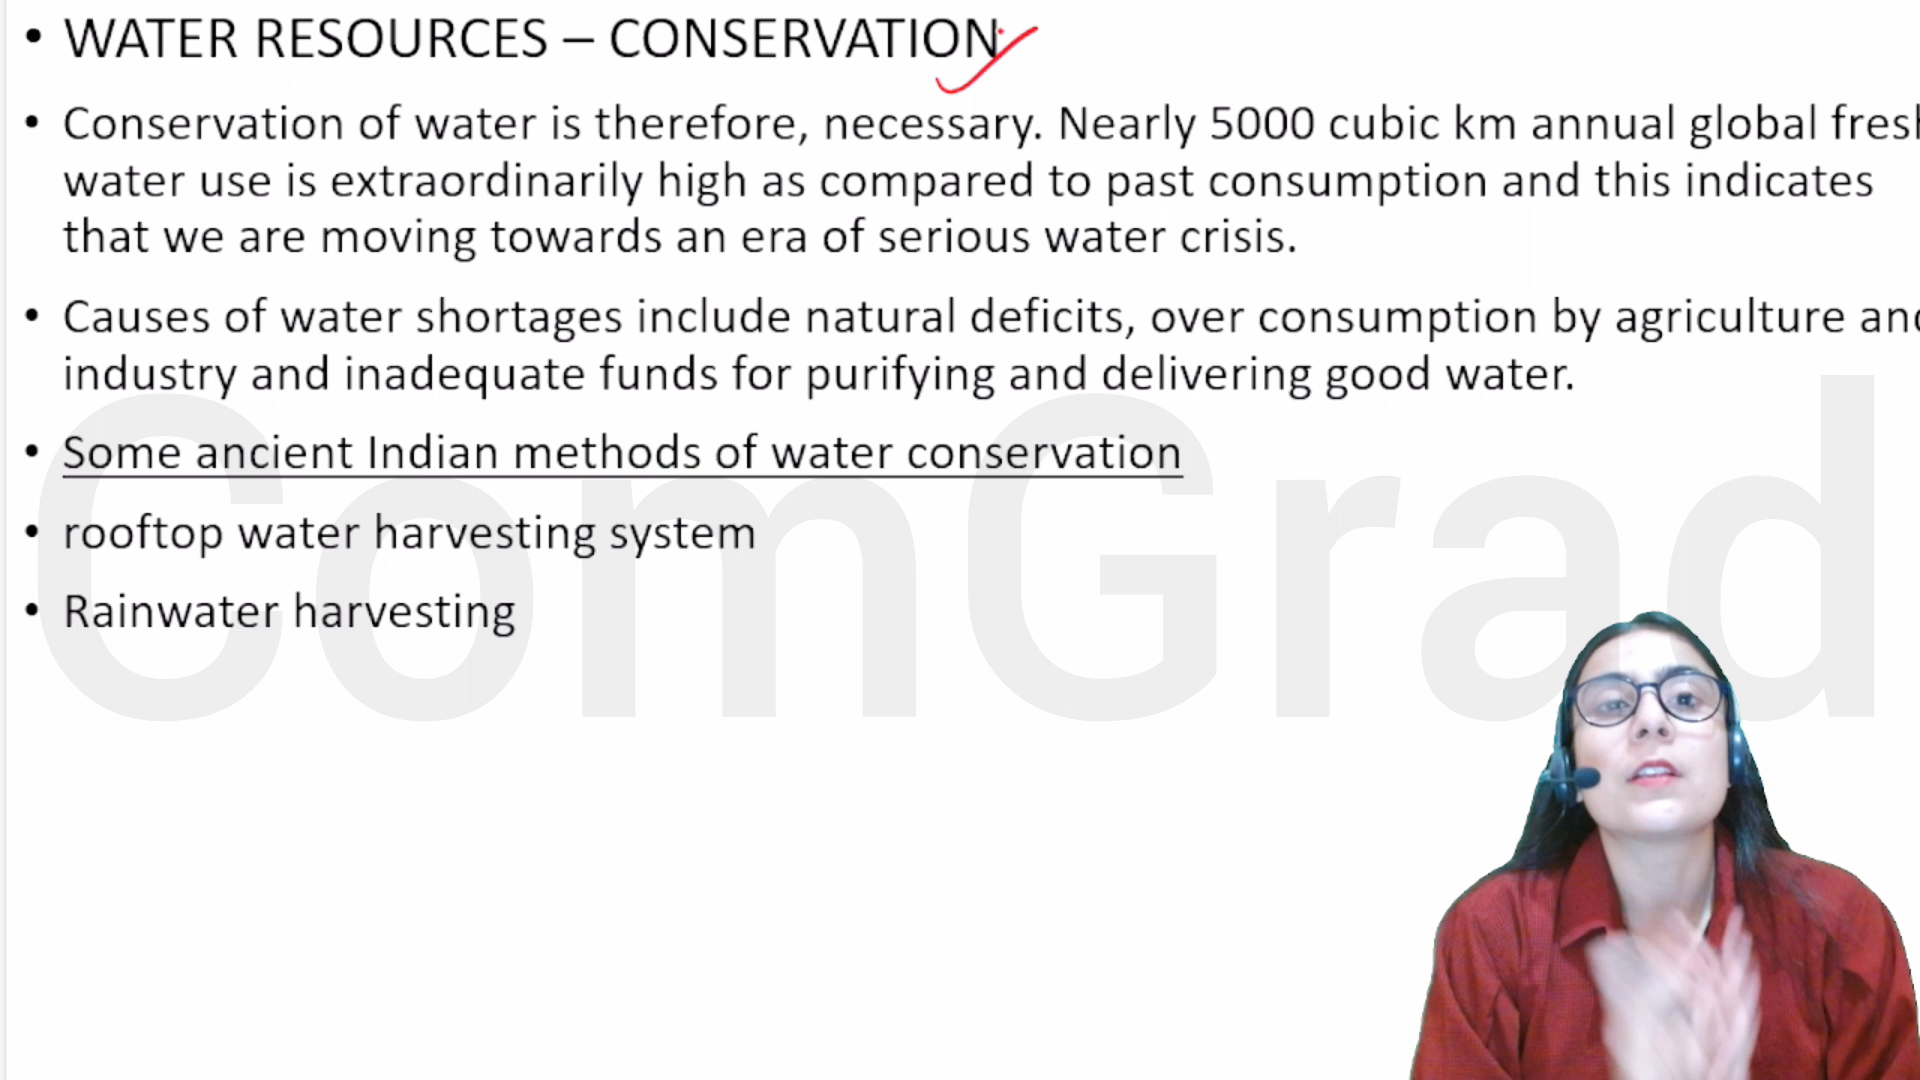 • WATER RESOURCES – CONSERVATION
• Conservation of water is therefore, necessary. Nearly 5000 cubic km annual global fresh
water use is extraordinarily high as compared to past consumption and this indicates
that we are moving towards an era of serious water crisis.
• Causes of water shortages include natural deficits, over consumption by agriculture and
industry and inadequate funds for purifying and delivering good water.
• Some ancient Indian methods of water conservation
• rooftop water harvesting system
• Rainwater harvesting
ComGrad